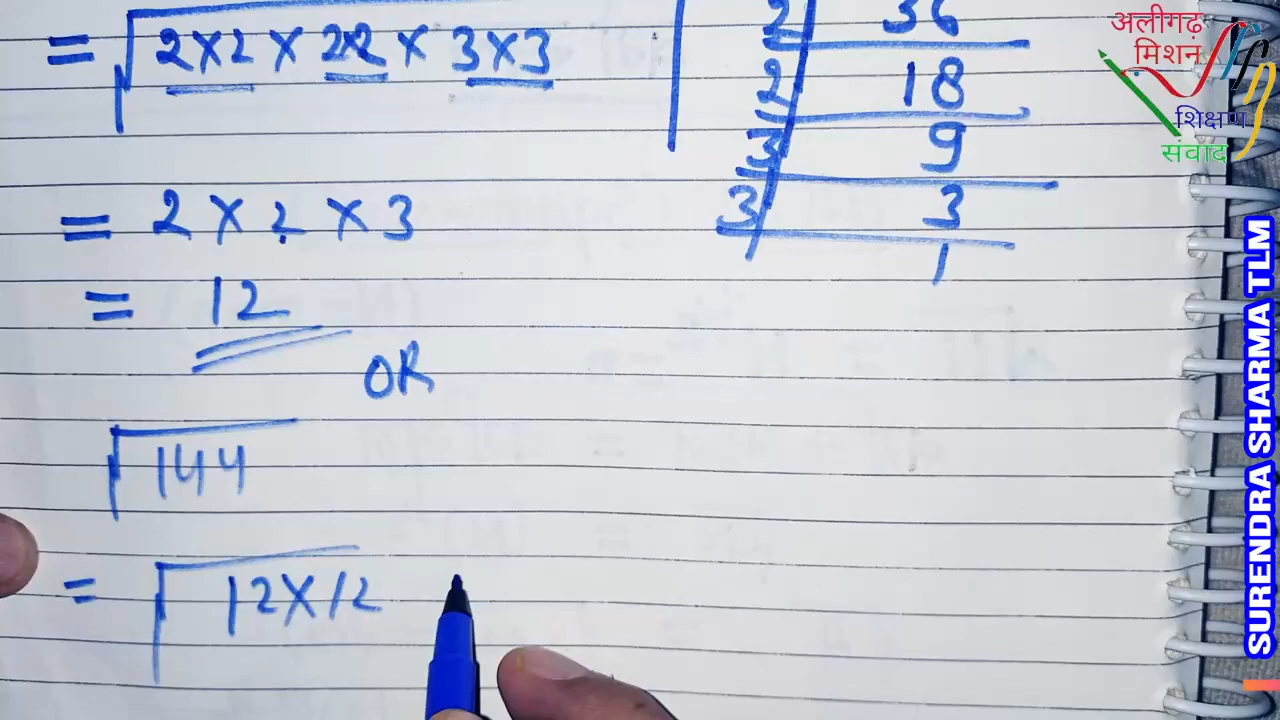 = √2×2 × 2×2 × 3×3
= 2 × 2 × 3
= 12
OR
√144
= √12×12
2 36
2 18
3 9
3 3
1
अलीगढ़
मिशन
शिक्षण
संवाद
SURENDRA SHARMA TLM